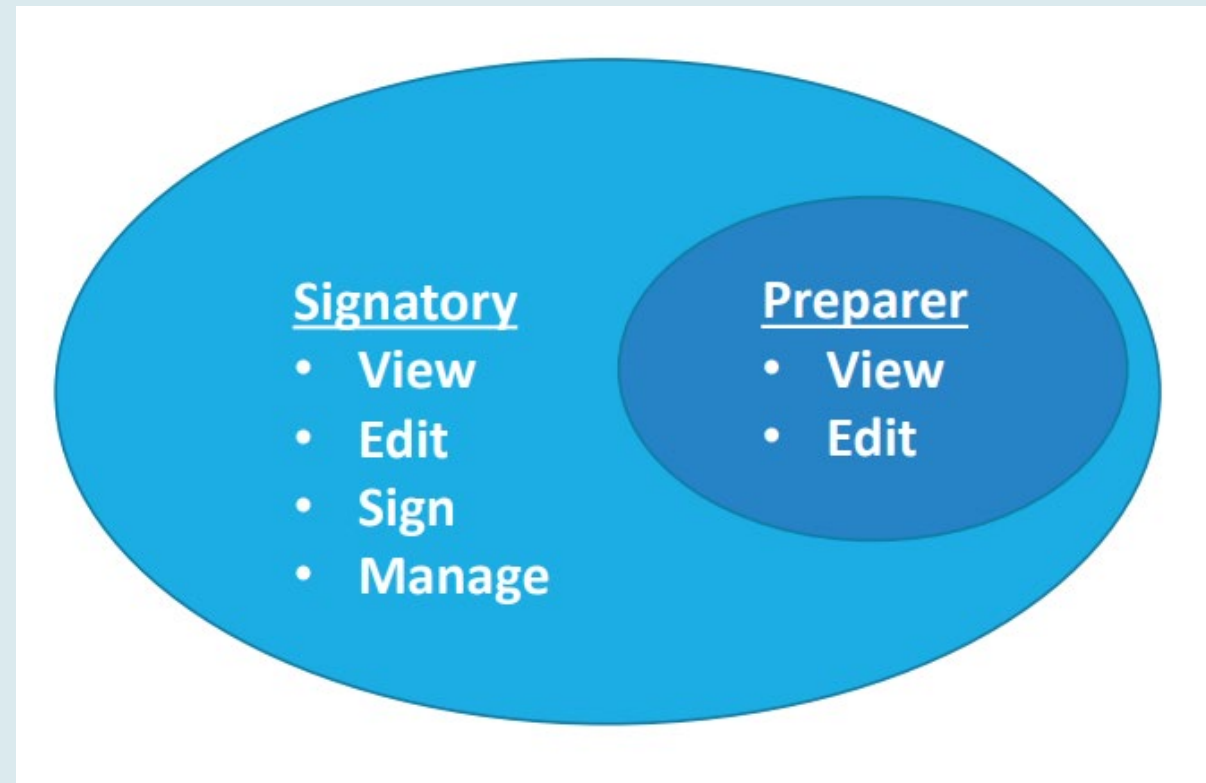 Signatory
• View
• Edit
• Sign
• Manage
Preparer
• View
• Edit